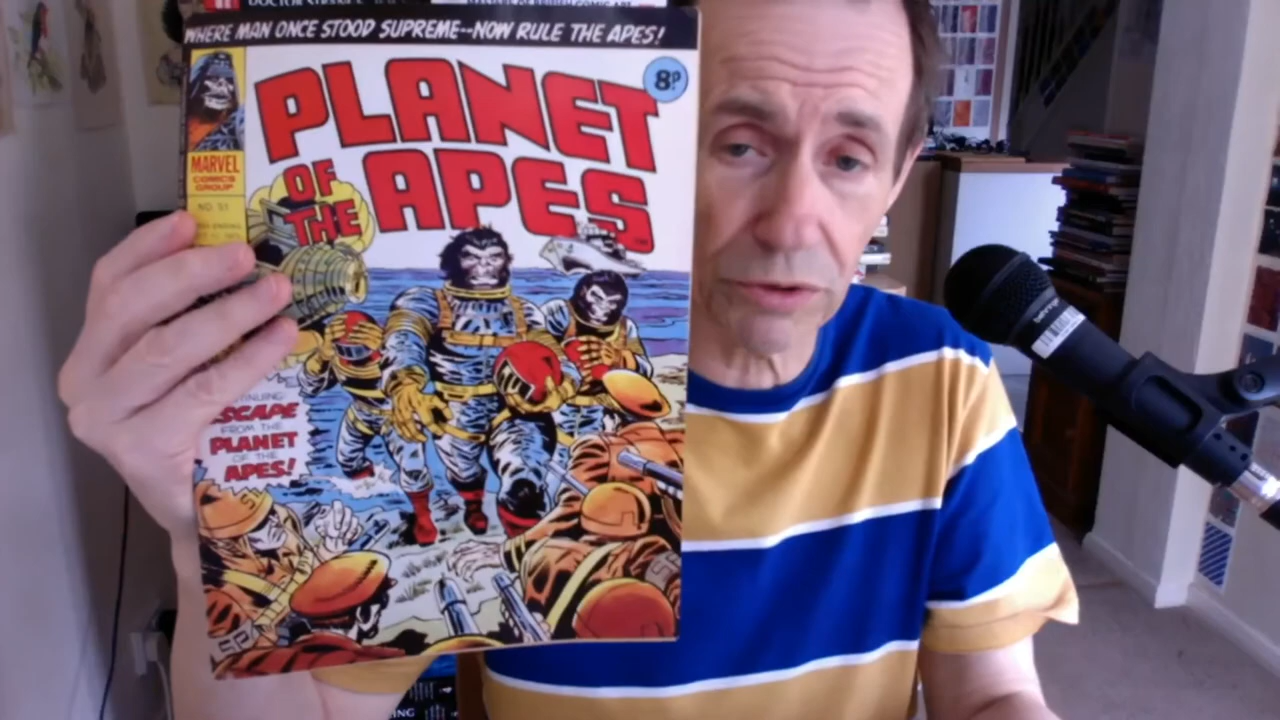 WHERE MAN ONCE STOOD SUPREME--NOW RULE THE APES!
8P
PLANET
OF THE APES
MARVEL
COMICS
GROUP
ESCAPE
FROM THE
PLANET
OF THE
APES!
SP